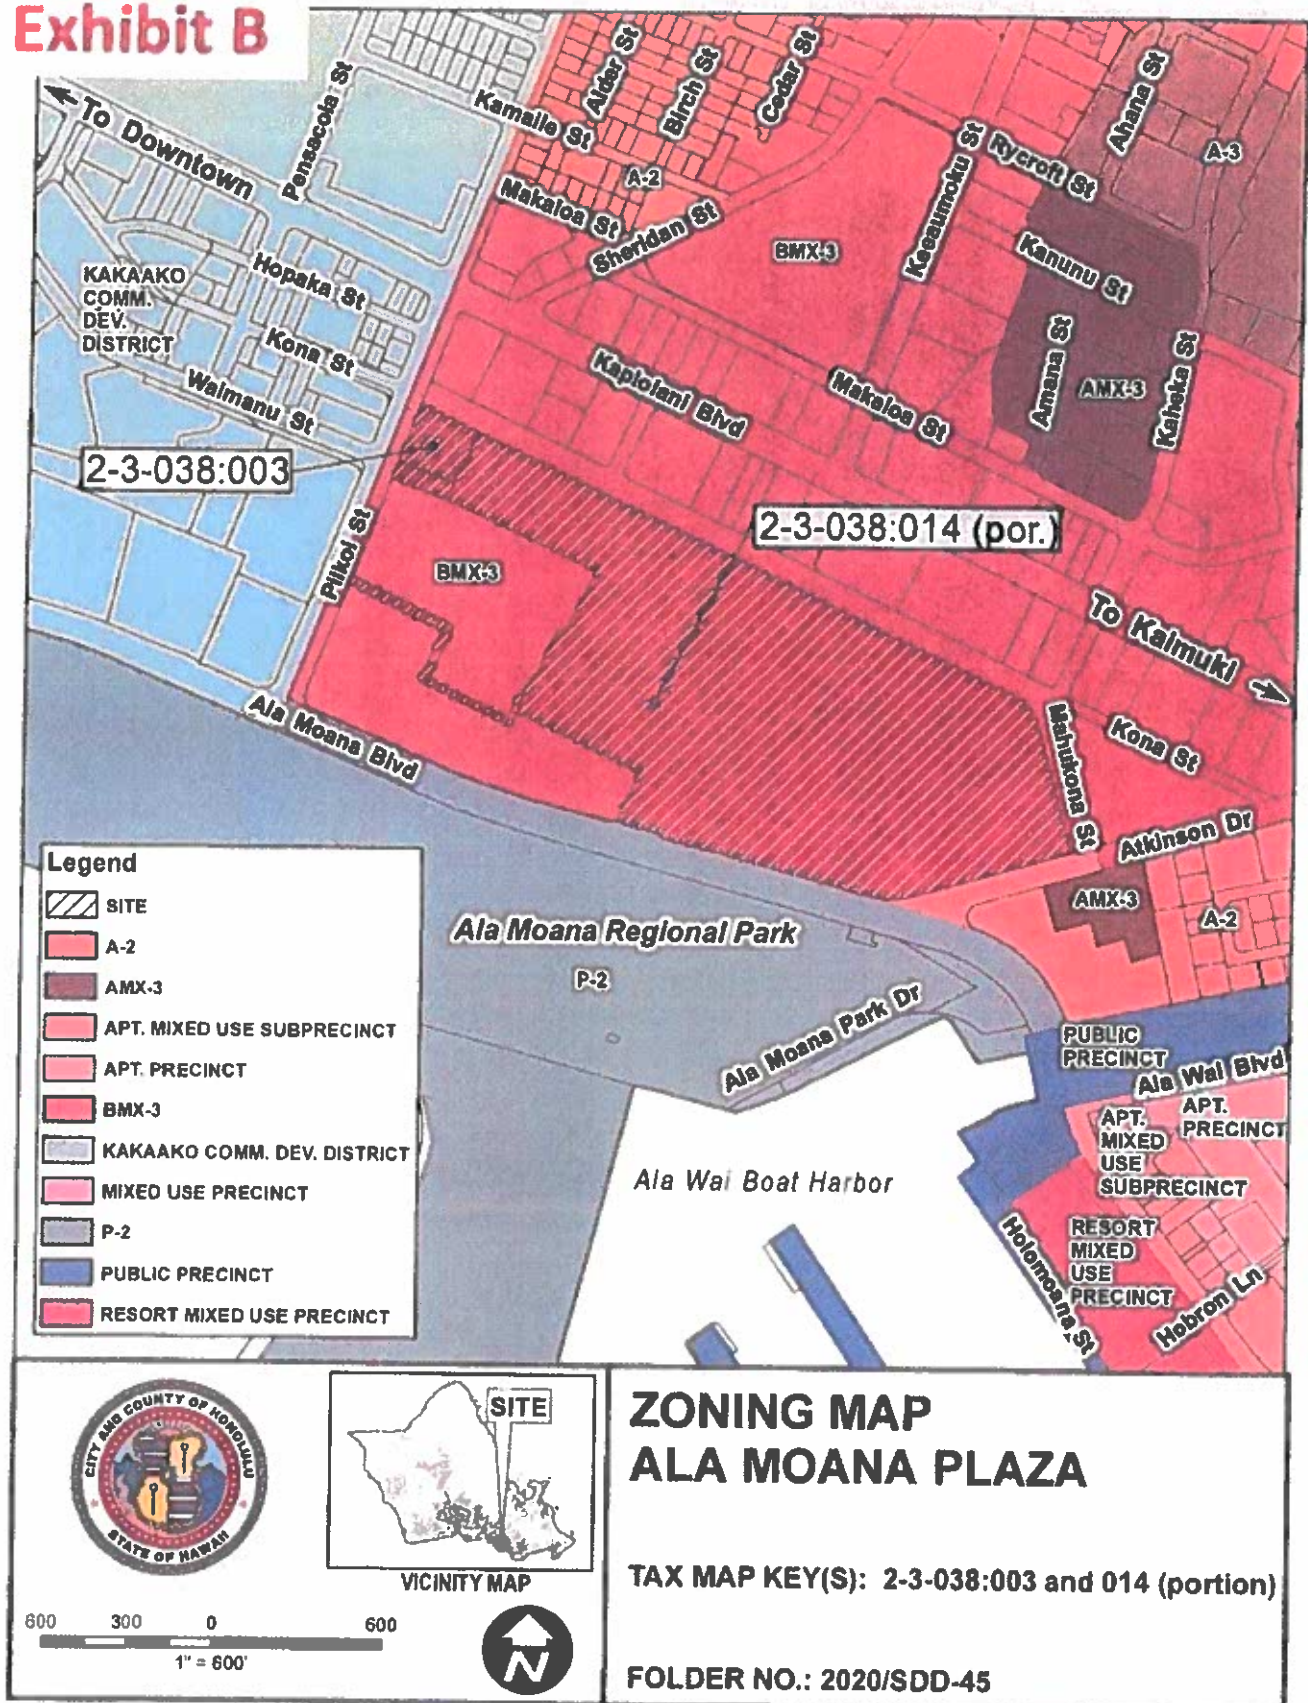 Exhibit B
To Downtown
Pensacola St
Kamaile St
Alder St
Birch St
Cedar St
Ahana St
A-3
Rycroft St
Keeaumoku St
A-2
Makaloa St
Sheridan St
BMX-3
Kanunu St
KAKAAKO
COMM.
DEV.
DISTRICT
Hopaka St
Kona St
Waimanu St
Kapiolani Blvd
Makaloa St
Amana St
AMX-3
Kaheka St
2-3-038:003
2-3-038:014 (por.)
Piikoi St
BMX-3
To Kaimuki
Ala Moana Blvd
Mahukona St
Kona St
Atkinson Dr
AMX-3
A-2
Legend
SITE
A-2
AMX-3
APT. MIXED USE SUBPRECINCT
APT. PRECINCT
BMX-3
KAKAAKO COMM. DEV. DISTRICT
MIXED USE PRECINCT
P-2
PUBLIC PRECINCT
RESORT MIXED USE PRECINCT
Ala Moana Regional Park
P-2
Ala Moana Park Dr
PUBLIC
PRECINCT
Ala Wai Blvd
APT.
MIXED
USE
SUBPRECINCT
APT.
PRECINCT
Ala Wai Boat Harbor
RESORT
MIXED
USE
PRECINCT
Holomoana St
Hobron Ln
CITY AND COUNTY OF HONOLULU
STATE OF HAWAII
SITE
VICINITY MAP
600 300 0 600
1" = 600'
N
ZONING MAP
ALA MOANA PLAZA
TAX MAP KEY(S): 2-3-038:003 and 014 (portion)
FOLDER NO.: 2020/SDD-45